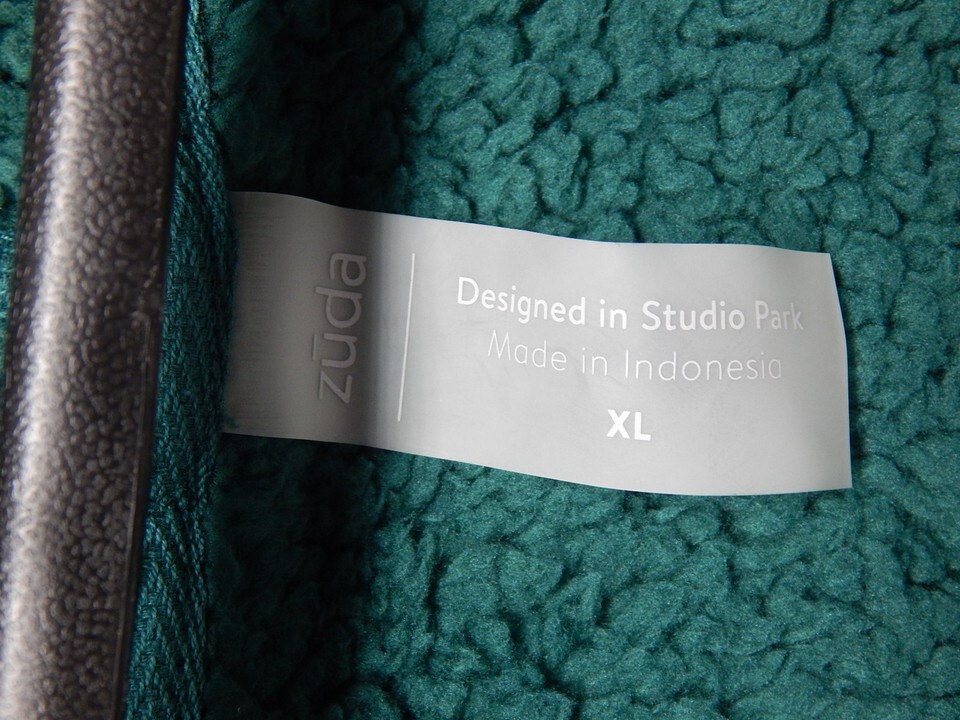 zūda
Designed in Studio Park
Made in Indonesia
XL